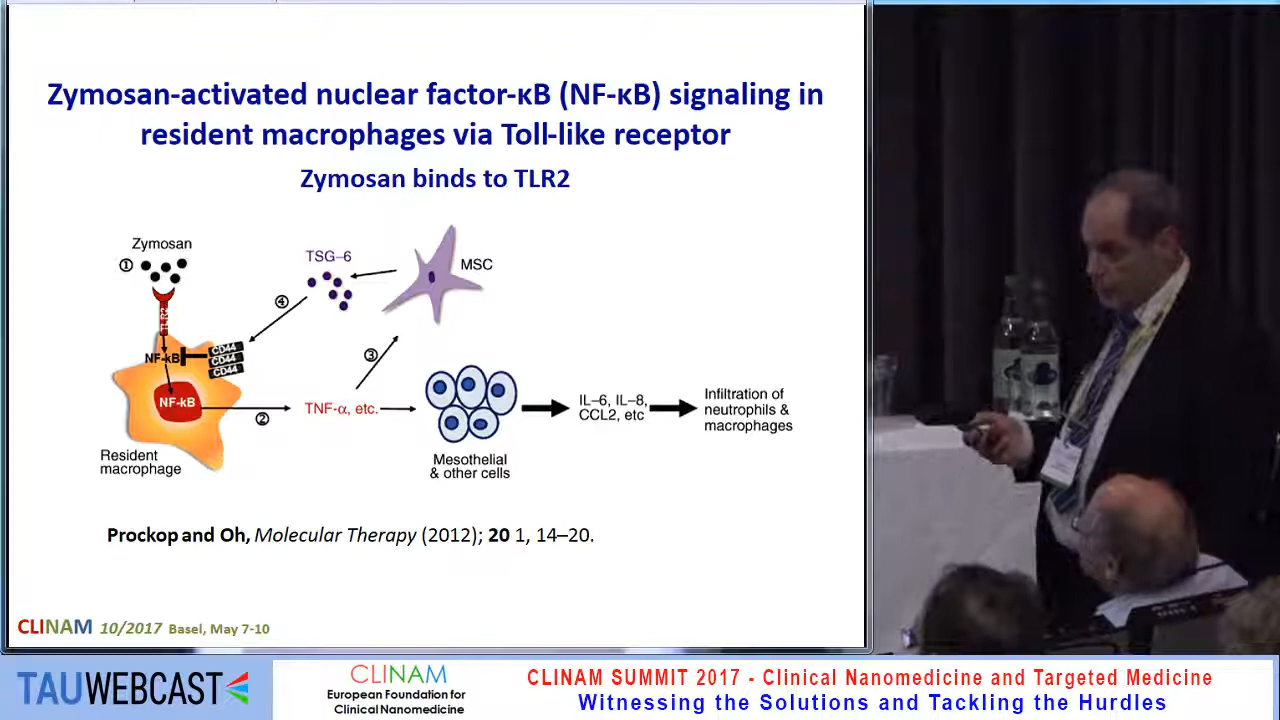 Zymosan-activated nuclear factor-κB (NF-κB) signaling in
resident macrophages via Toll-like receptor
Zymosan binds to TLR2
Zymosan
①
TLR2
NF-κB
NF-κB
CD44
CD44
CD44
④
TSG–6
MSC
③
②
TNF-α, etc.
Resident
macrophage
Mesothelial
& other cells
IL–6, IL–8,
CCL2, etc
Infiltration of
neutrophils &
macrophages
Prockop and Oh, Molecular Therapy (2012); 20 1, 14–20.
CLINAM 10/2017 Basel, May 7-10
TAUWEBCAST
CLINAM
European Foundation for
Clinical Nanomedicine
CLINAM SUMMIT 2017 - Clinical Nanomedicine and Targeted Medicine
Witnessing the Solutions and Tackling the Hurdles